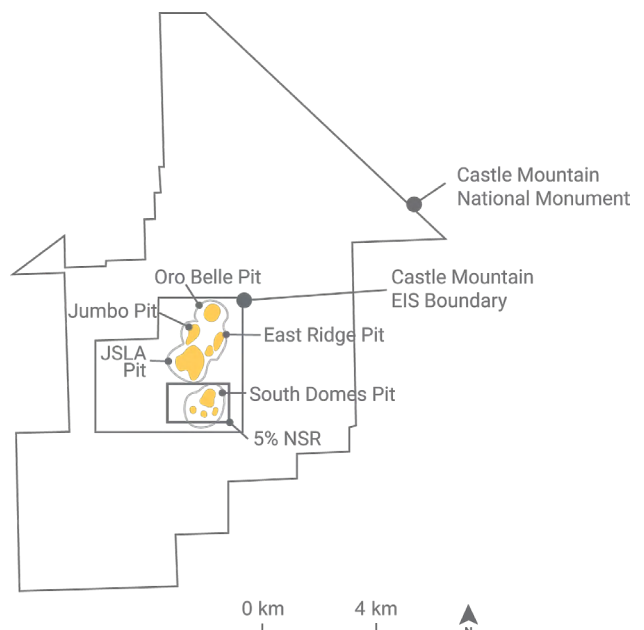 Castle Mountain
National Monument
Oro Belle Pit
Castle Mountain
EIS Boundary
Jumbo Pit
East Ridge Pit
JSLA
Pit
South Domes Pit
5% NSR
0 km
4 km
N